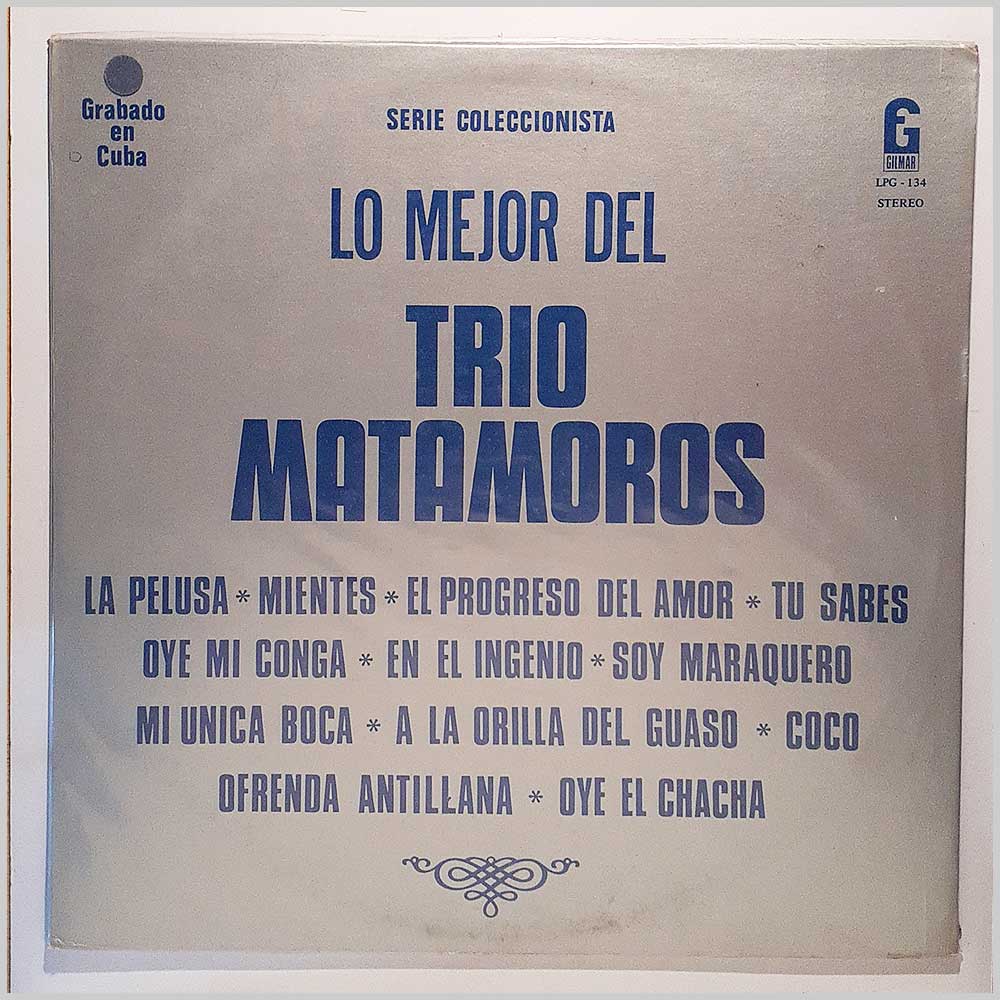 Grabado
en
Cuba
SERIE COLECCIONISTA
G
GILMAR
LPG - 134
STEREO
LO MEJOR DEL
TRIO
MATAMOROS
LA PELUSA * MIENTES * EL PROGRESO DEL AMOR * TU SABES
OYE MI CONGA * EN EL INGENIO * SOY MARAQUERO
MI UNICA BOCA * A LA ORILLA DEL GUASO * COCO
OFRENDA ANTILLANA * OYE EL CHACHA